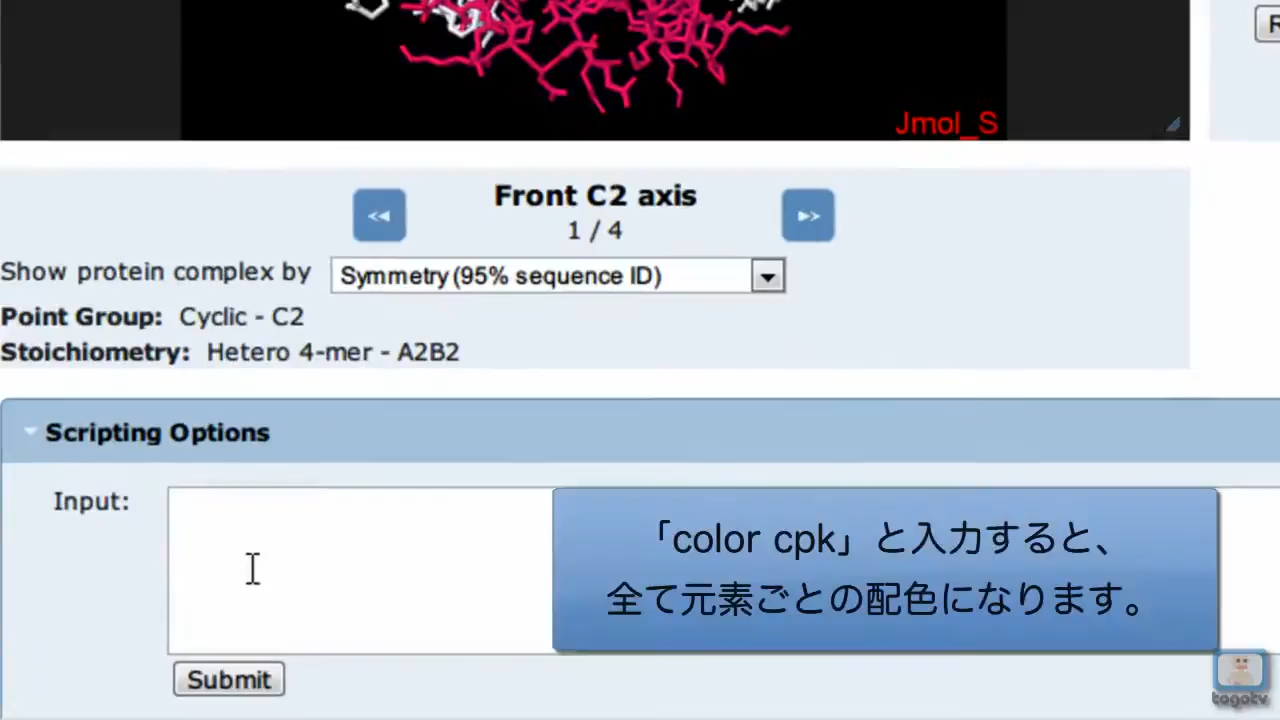 R
Jmol_S
Front C2 axis
1 / 4
Show protein complex by Symmetry (95% sequence ID)
Point Group: Cyclic - C2
Stoichiometry: Hetero 4-mer - A2B2
Scripting Options
Input:
「color cpk」と入力すると、
全て元素ごとの配色になります。
Submit
togotv